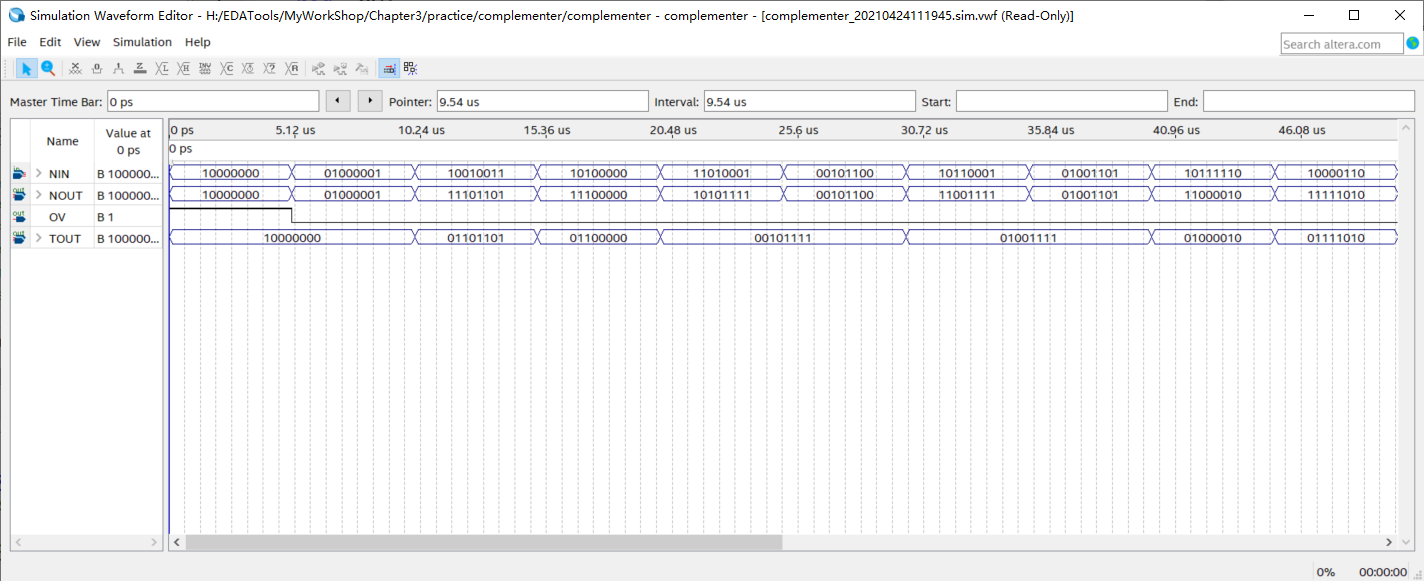 Simulation Waveform Editor - H:/EDATools/MyWorkShop/Chapter3/practice/complementer/complementer - complementer - [complementer_20210424111945.sim.vwf (Read-Only)]
File Edit View Simulation Help
Search altera.com
Master Time Bar: 0 ps Pointer: 9.54 us Interval: 9.54 us Start: End:
Name Value at 0 ps
0 ps 5.12 us 10.24 us 15.36 us 20.48 us 25.6 us 30.72 us 35.84 us 40.96 us 46.08 us
0 ps
NIN B 100000... 10000000 01000001 10010011 10100000 11010001 00101100 10110001 01001101 10111110 10000110
NOUT B 100000... 10000000 01000001 11101101 11100000 10101111 00101100 11001111 01001101 11000010 11111010
OV B 1
TOUT B 100000... 10000000 01101101 01100000 00101111 01001111 01000010 01111010
0% 00:00:00